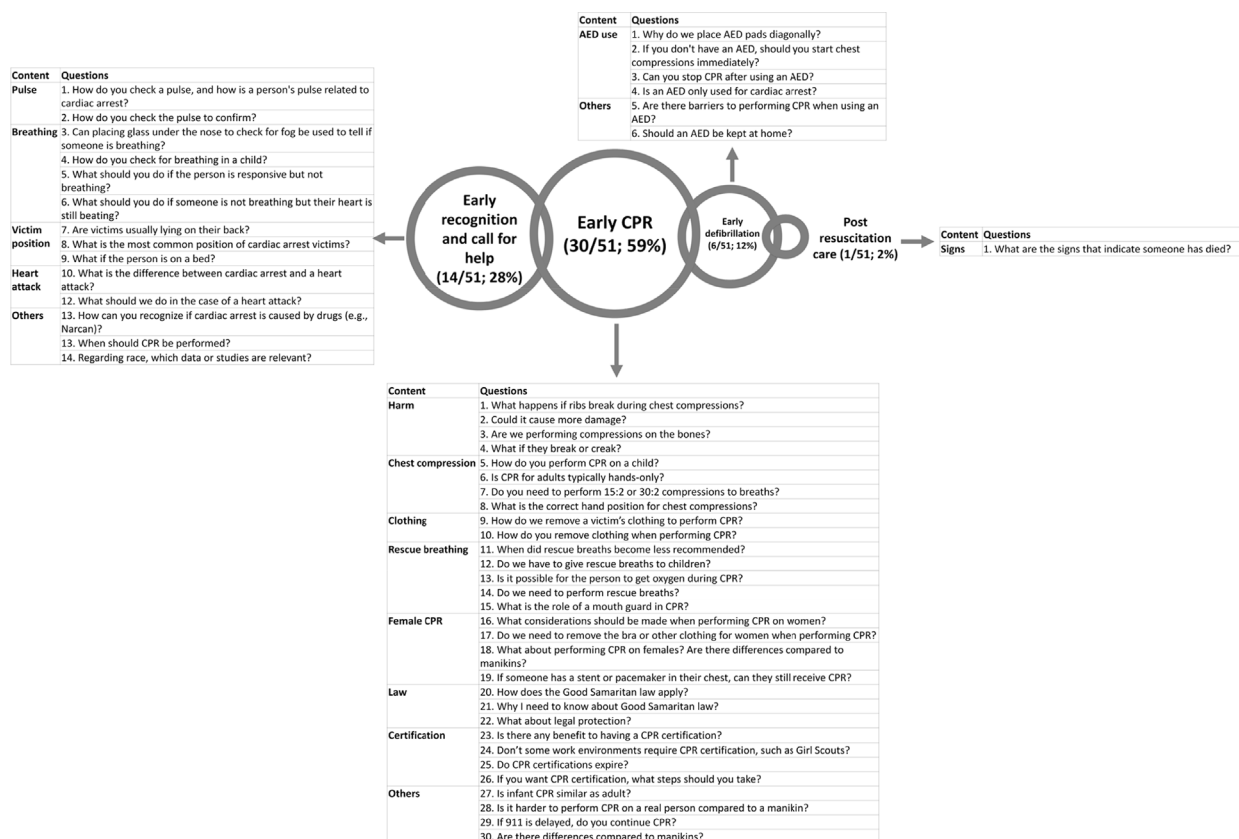 Content Questions
AED use 1. Why do we place AED pads diagonally?
2. If you don't have an AED, should you start chest
compressions immediately?
3. Can you stop CPR after using an AED?
4. Is an AED only used for cardiac arrest?
Others 5. Are there barriers to performing CPR when using an
AED?
6. Should an AED be kept at home?
Content Questions
Pulse 1. How do you check a pulse, and how is a person's pulse related to
cardiac arrest?
2. How do you check the pulse to confirm?
Breathing 3. Can placing glass under the nose to check for fog be used to tell if
someone is breathing?
4. How do you check for breathing in a child?
5. What should you do if the person is responsive but not
breathing?
6. What should you do if someone is not breathing but their heart is
still beating?
Victim 7. Are victims usually lying on their back?
position 8. What is the most common position of cardiac arrest victims?
9. What if the person is on a bed?
Heart 10. What is the difference between cardiac arrest and a heart
attack attack?
12. What should we do in the case of a heart attack?
Others 13. How can you recognize if cardiac arrest is caused by drugs (e.g.,
Narcan)?
13. When should CPR be performed?
14. Regarding race, which data or studies are relevant?
Early
recognition
and call for
help
(14/51; 28%)
Early CPR
(30/51; 59%)
Early
defibrillation
(6/51; 12%)
Post
resuscitation
care (1/51; 2%)
Content Questions
Signs 1. What are the signs that indicate someone has died?
Content Questions
Harm 1. What happens if ribs break during chest compressions?
2. Could it cause more damage?
3. Are we performing compressions on the bones?
4. What if they break or creak?
Chest compression 5. How do you perform CPR on a child?
6. Is CPR for adults typically hands-only?
7. Do you need to perform 15:2 or 30:2 compressions to breaths?
8. What is the correct hand position for chest compressions?
Clothing 9. How do we remove a victim's clothing to perform CPR?
10. How do you remove clothing when performing CPR?
Rescue breathing 11. When did rescue breaths become less recommended?
12. Do we have to give rescue breaths to children?
13. Is it possible for the person to get oxygen during CPR?
14. Do we need to perform rescue breaths?
15. What is the role of a mouth guard in CPR?
Female CPR 16. What considerations should be made when performing CPR on women?
17. Do we need to remove the bra or other clothing for women when performing CPR?
18. What about performing CPR on females? Are there differences compared to
manikins?
19. If someone has a stent or pacemaker in their chest, can they still receive CPR?
Law 20. How does the Good Samaritan law apply?
21. Why I need to know about Good Samaritan law?
22. What about legal protection?
Certification 23. Is there any benefit to having a CPR certification?
24. Don't some work environments require CPR certification, such as Girl Scouts?
25. Do CPR certifications expire?
26. If you want CPR certification, what steps should you take?
Others 27. Is infant CPR similar as adult?
28. Is it harder to perform CPR on a real person compared to a manikin?
29. If 911 is delayed, do you continue CPR?
30. Are there differences compared to manikins?